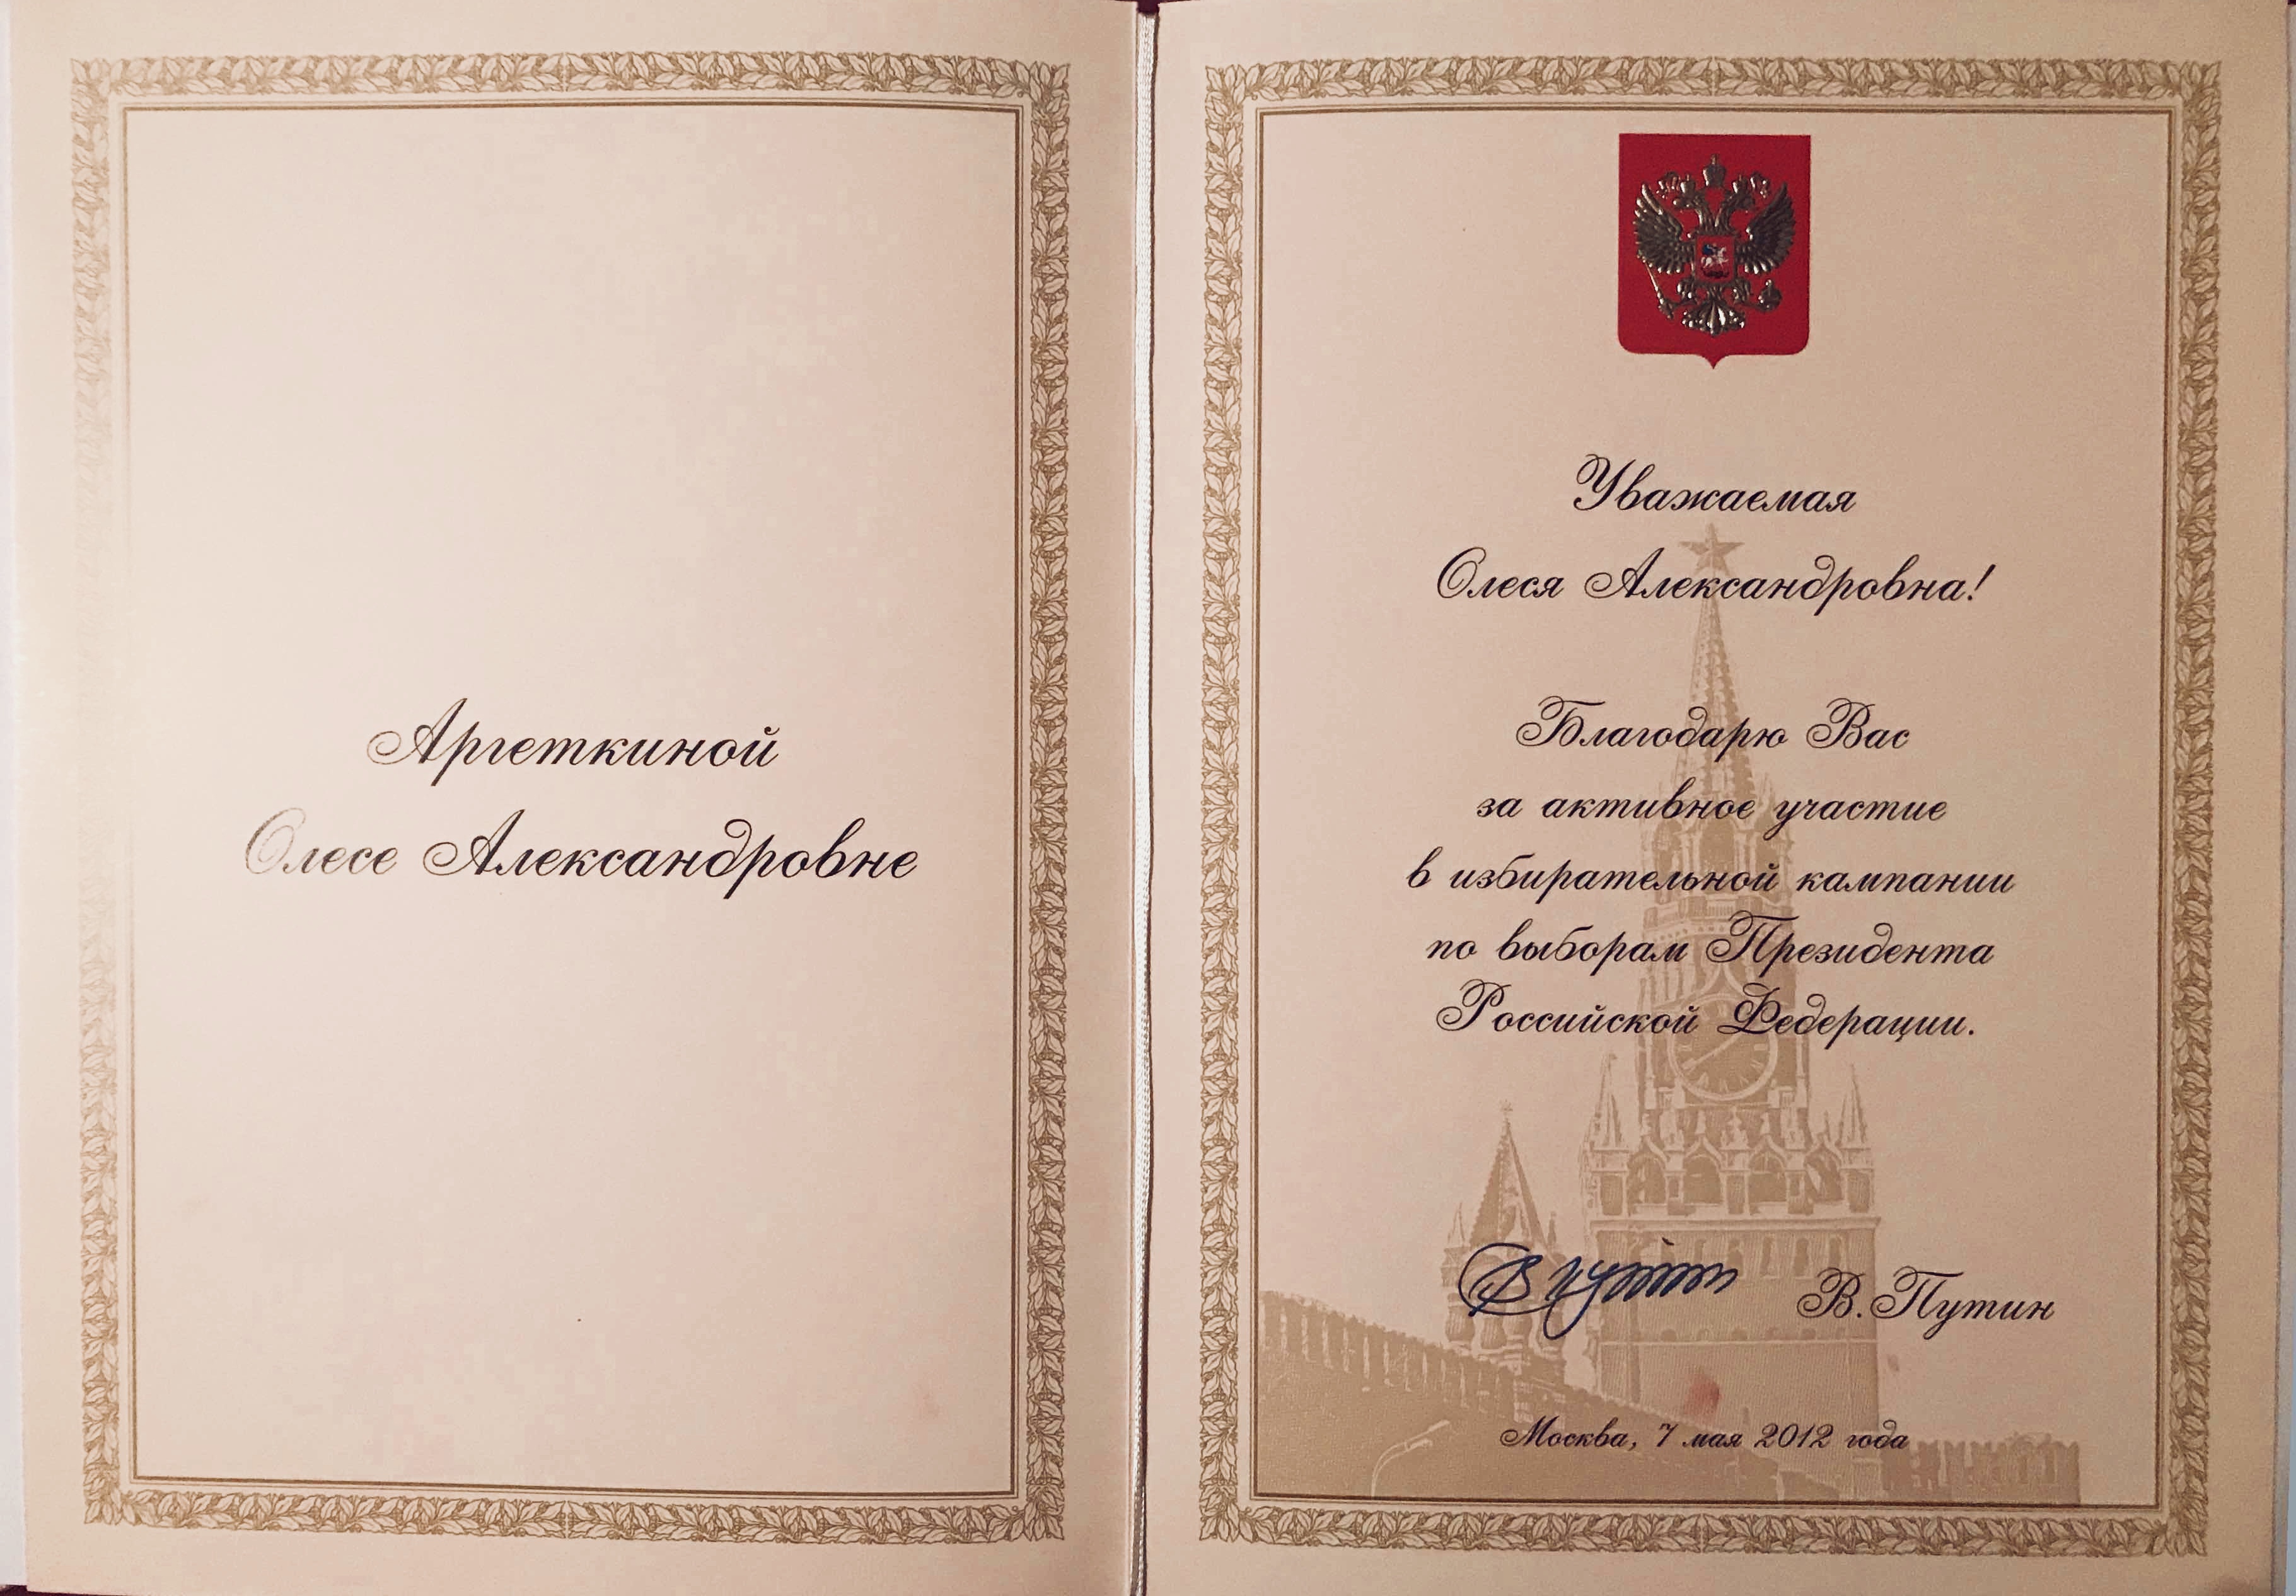 Аргеткиной
Олесе Александровне
Уважаемая
Олеся Александровна!
Благодарю Вас
за активное участие
в избирательной кампании
по выборам Президента
Российской Федерации.
В Путин
В. Путин
Москва, 7 мая 2012 года